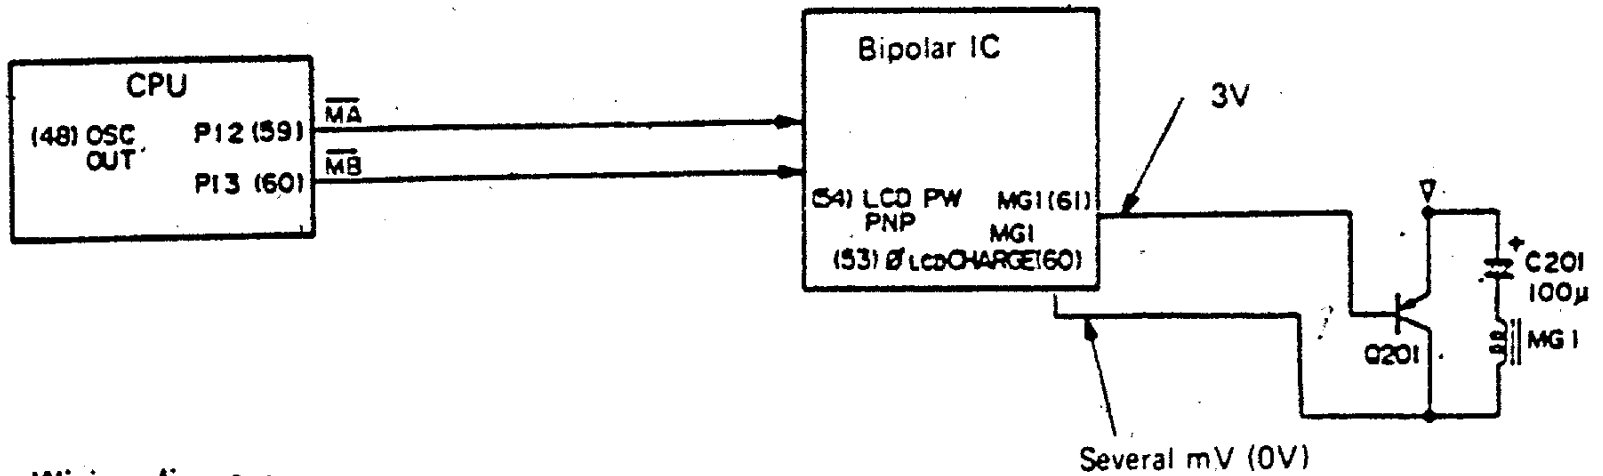 Bipolar IC
CPU
(48) OSC OUT
P12 (59)
P13 (60)
MA
MB
3V
(54) LCD PW PNP
MG1(61)
MG1
(53) Ø LCD CHARGE(60)
+
C201
100μ
Q201
MG1
Several mV (0V)